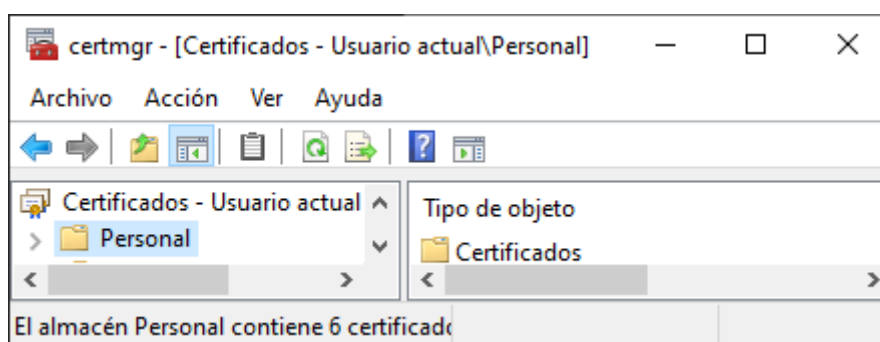 certmgr - [Certificados - Usuario actual\Personal]
Archivo Acción Ver Ayuda
Certificados - Usuario actual
Personal
Tipo de objeto
Certificados
El almacén Personal contiene 6